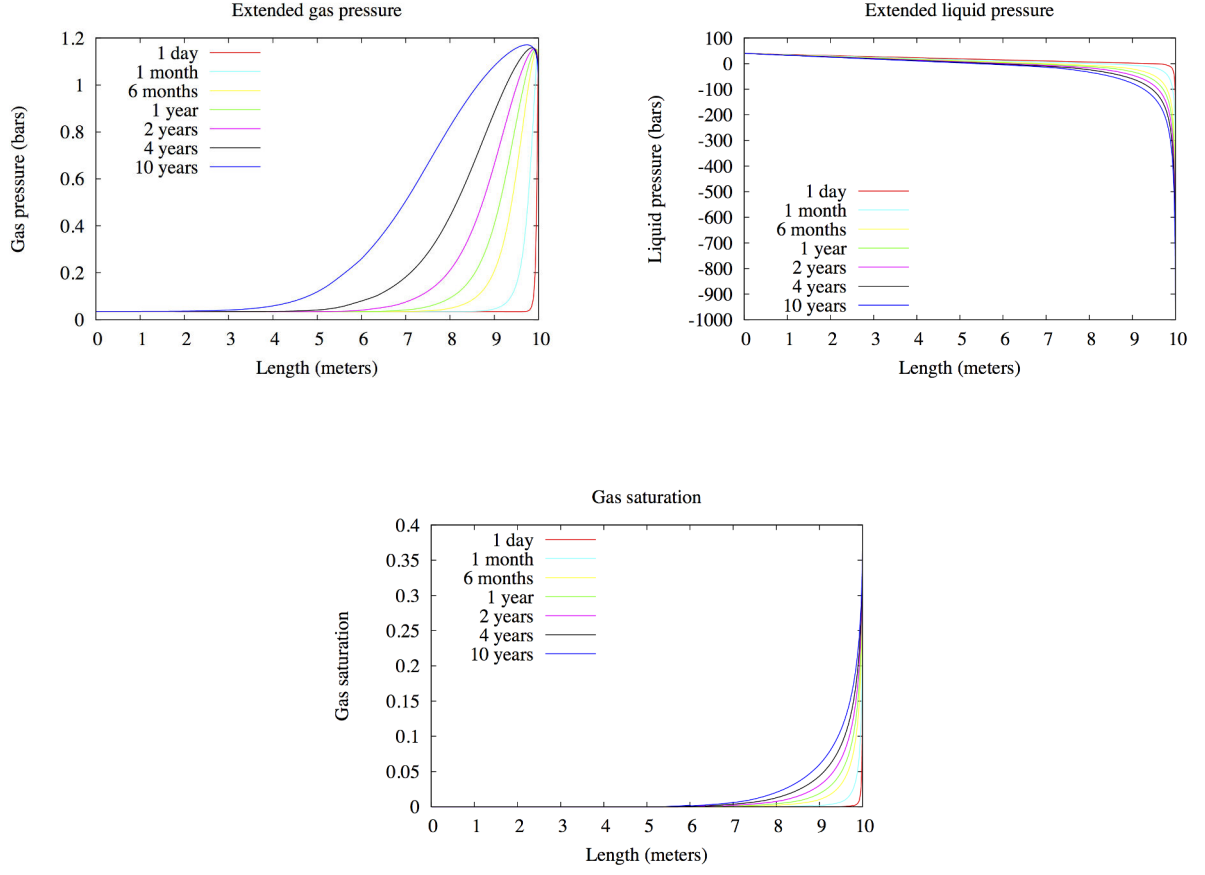 Extended gas pressure
Gas pressure (bars)
1.2
1
0.8
0.6
0.4
0.2
0
1 day
1 month
6 months
1 year
2 years
4 years
10 years
0 1 2 3 4 5 6 7 8 9 10
Length (meters)
Extended liquid pressure
Liquid pressure (bars)
100
0
-100
-200
-300
-400
-500
-600
-700
-800
-900
-1000
1 day
1 month
6 months
1 year
2 years
4 years
10 years
0 1 2 3 4 5 6 7 8 9 10
Length (meters)
Gas saturation
Gas saturation
0.4
0.35
0.3
0.25
0.2
0.15
0.1
0.05
0
1 day
1 month
6 months
1 year
2 years
4 years
10 years
0 1 2 3 4 5 6 7 8 9 10
Length (meters)